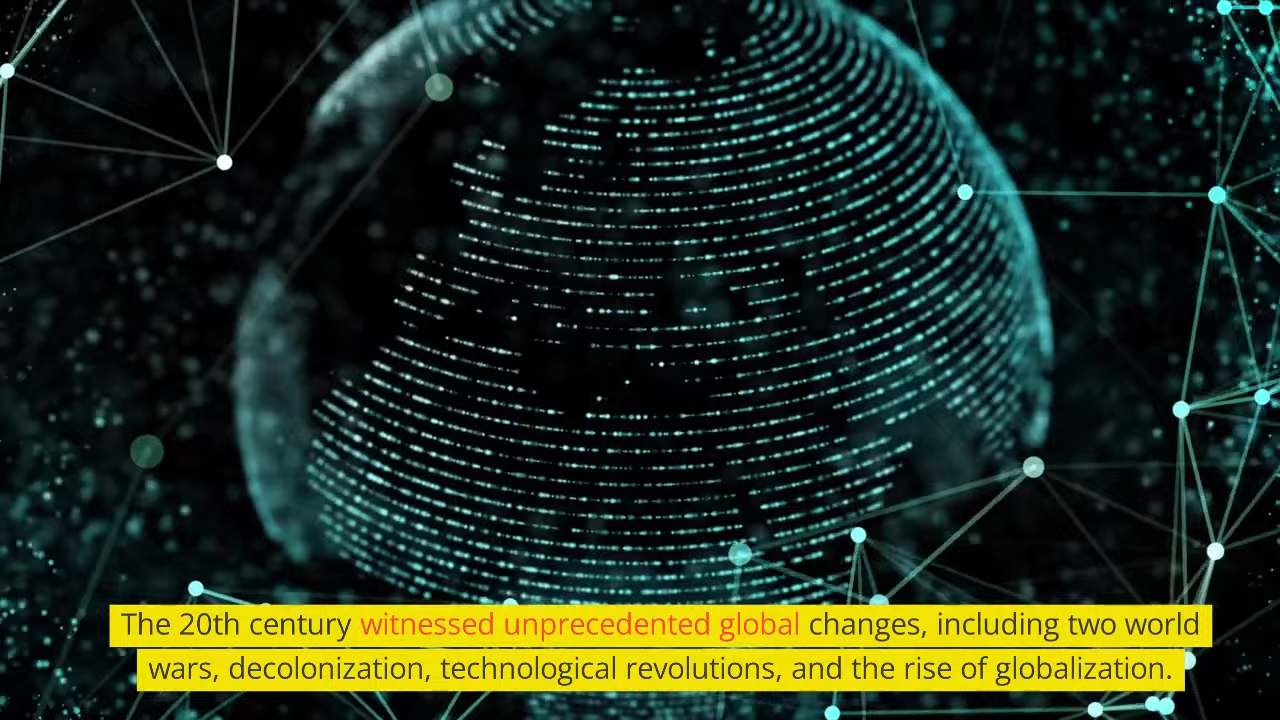 The 20th century witnessed unprecedented global changes, including two world
wars, decolonization, technological revolutions, and the rise of globalization.